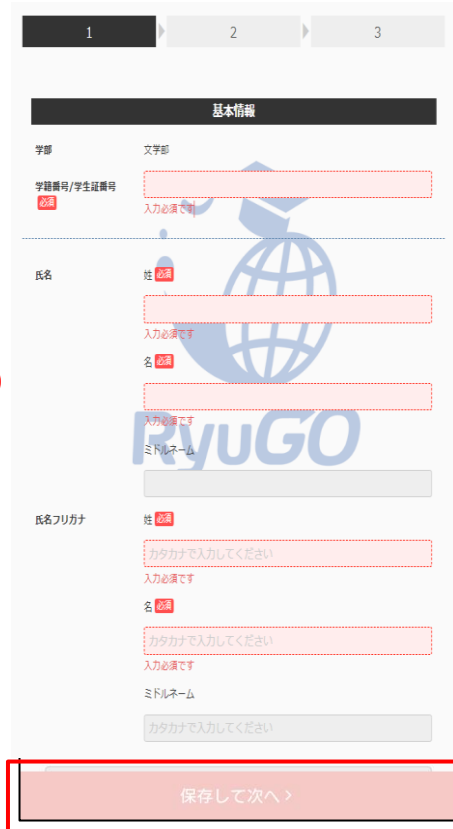 1 2 3
基本情報
学部 文学部
学籍番号/学生証番号
必須
入力必須です
氏名 姓 必須
入力必須です
名 必須
入力必須です
RyuGO
ミドルネーム
氏名フリガナ 姓 必須
カタカナで入力してください
入力必須です
名 必須
カタカナで入力してください
入力必須です
ミドルネーム
カタカナで入力してください
保存して次へ >